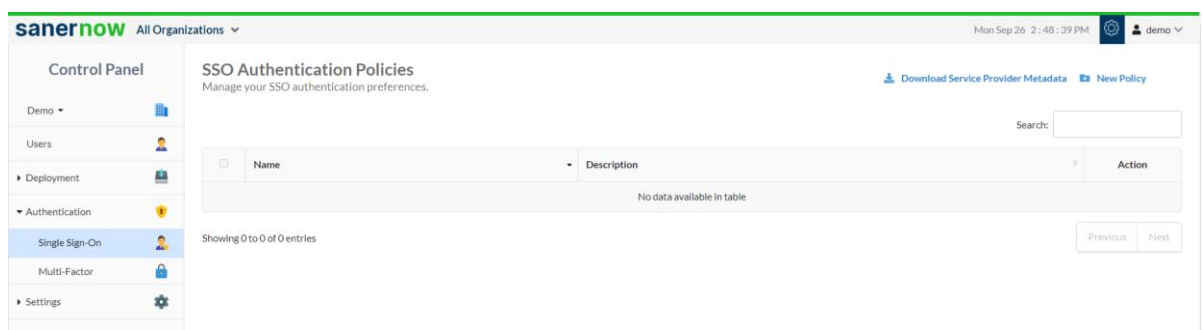 sanernow All Organizations
Mon Sep 26 2:48:39 PM demo
Control Panel
Demo
Users
Deployment
Authentication
Single Sign-On
Multi-Factor
Settings
SSO Authentication Policies
Manage your SSO authentication preferences.
Download Service Provider Metadata New Policy
Search:
Name Description Action
No data available in table
Showing 0 to 0 of 0 entries
Previous Next